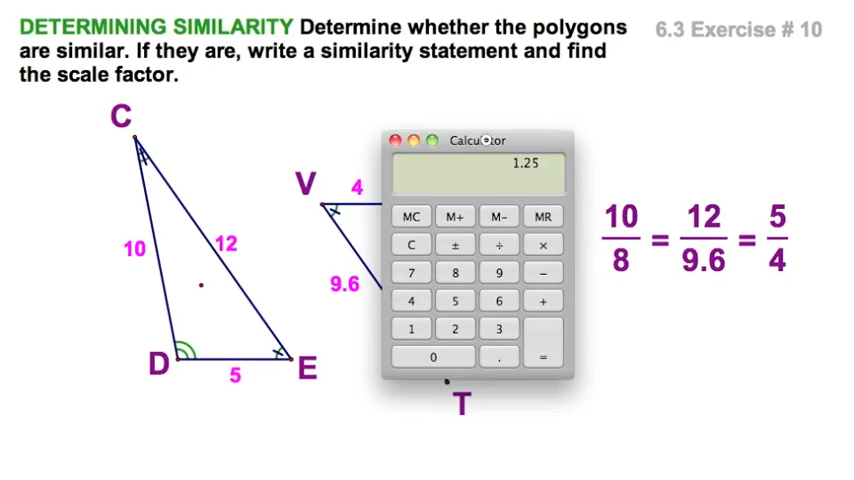 DETERMINING SIMILARITY Determine whether the polygons
are similar. If they are, write a similarity statement and find
the scale factor.
6.3 Exercise # 10
C
10
12
D
5
E
V
4
9.6
T
1.25
MC M+ M- MR
C ± ÷ ×
7 8 9 −
4 5 6 +
1 2 3
0 . =
10/8 = 12/9.6 = 5/4